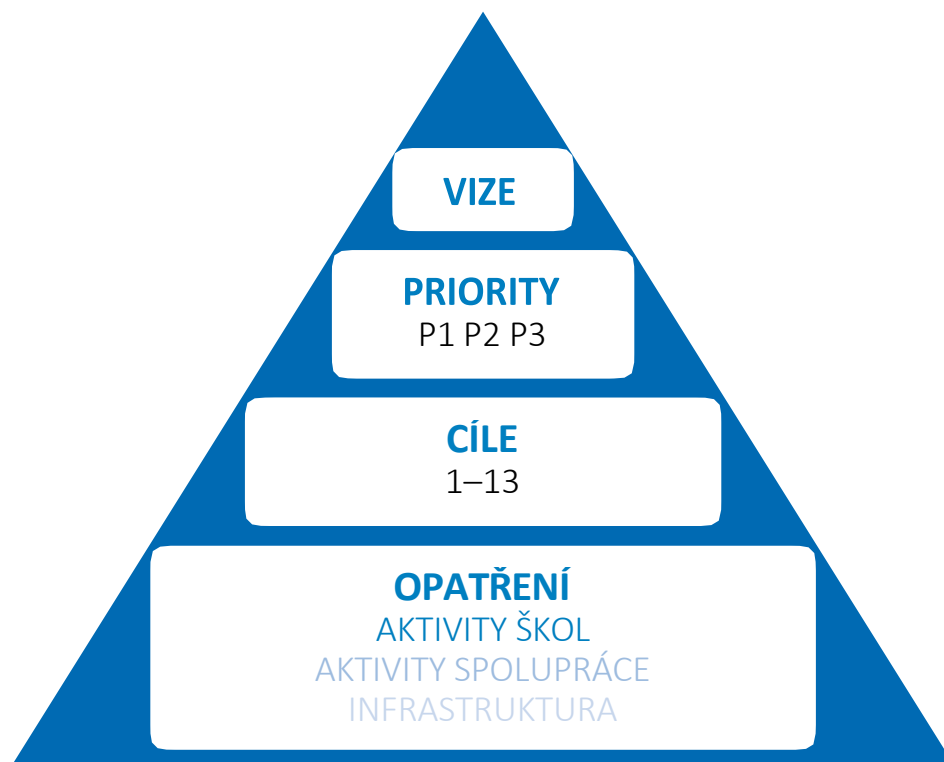 VIZE
PRIORITY
P1 P2 P3
CÍLE
1–13
OPATŘENÍ
AKTIVITY ŠKOL
AKTIVITY SPOLUPRÁCE
INFRASTRUKTURA